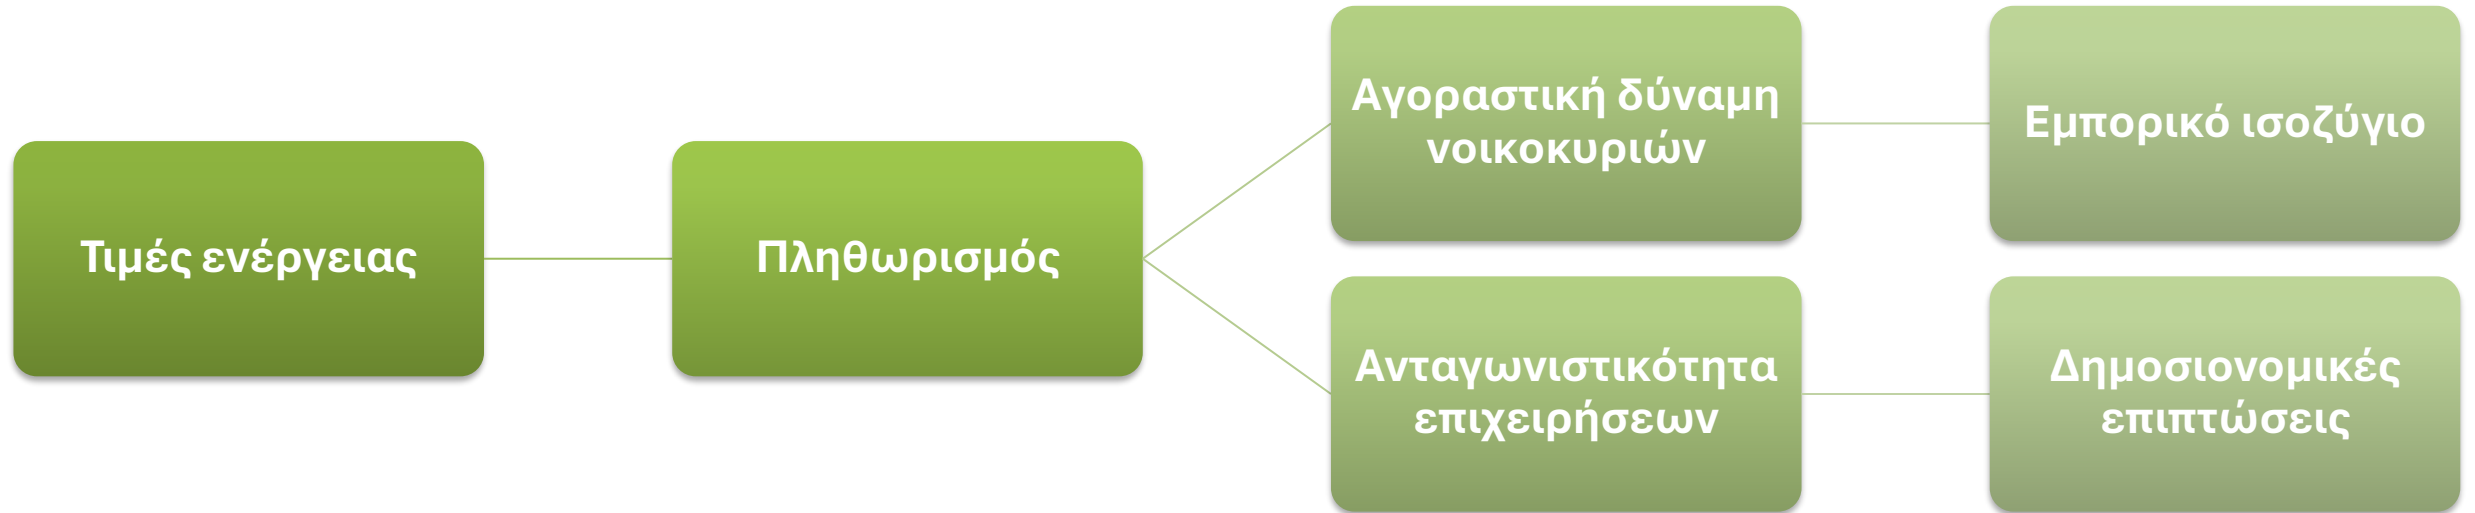 Τιμές ενέργειας
Πληθωρισμός
Αγοραστική δύναμη
νοικοκυριών
Εμπορικό ισοζύγιο
Ανταγωνιστικότητα
επιχειρήσεων
Δημοσιονομικές
επιπτώσεις